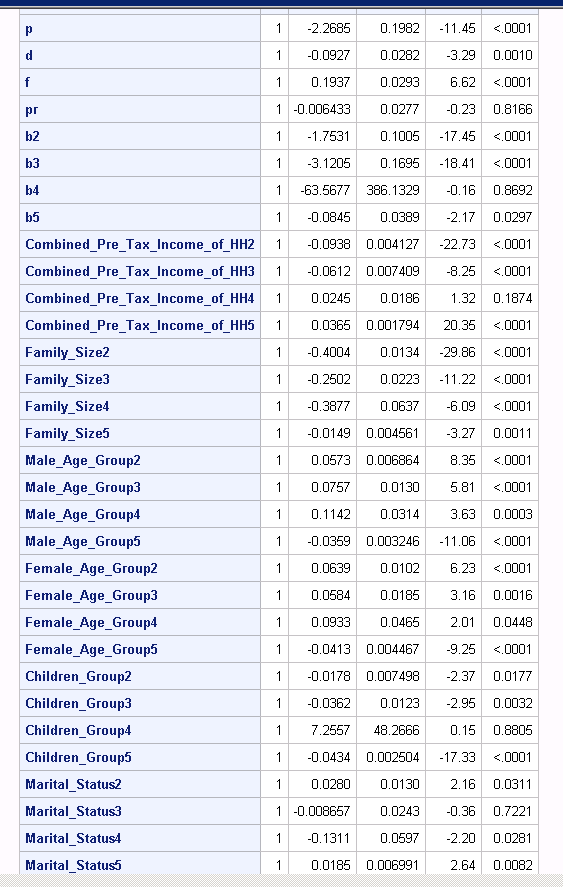 p 1 -2.2685 0.1982 -11.45 <.0001
d 1 -0.0927 0.0282 -3.29 0.0010
f 1 0.1937 0.0293 6.62 <.0001
pr 1 -0.006433 0.0277 -0.23 0.8166
b2 1 -1.7531 0.1005 -17.45 <.0001
b3 1 -3.1205 0.1695 -18.41 <.0001
b4 1 -63.5677 386.1329 -0.16 0.8692
b5 1 -0.0845 0.0389 -2.17 0.0297
Combined_Pre_Tax_Income_of_HH2 1 -0.0938 0.004127 -22.73 <.0001
Combined_Pre_Tax_Income_of_HH3 1 -0.0612 0.007409 -8.25 <.0001
Combined_Pre_Tax_Income_of_HH4 1 0.0245 0.0186 1.32 0.1874
Combined_Pre_Tax_Income_of_HH5 1 0.0365 0.001794 20.35 <.0001
Family_Size2 1 -0.4004 0.0134 -29.86 <.0001
Family_Size3 1 -0.2502 0.0223 -11.22 <.0001
Family_Size4 1 -0.3877 0.0637 -6.09 <.0001
Family_Size5 1 -0.0149 0.004561 -3.27 0.0011
Male_Age_Group2 1 0.0573 0.006864 8.35 <.0001
Male_Age_Group3 1 0.0757 0.0130 5.81 <.0001
Male_Age_Group4 1 0.1142 0.0314 3.63 0.0003
Male_Age_Group5 1 -0.0359 0.003246 -11.06 <.0001
Female_Age_Group2 1 0.0639 0.0102 6.23 <.0001
Female_Age_Group3 1 0.0584 0.0185 3.16 0.0016
Female_Age_Group4 1 0.0933 0.0465 2.01 0.0448
Female_Age_Group5 1 -0.0413 0.004467 -9.25 <.0001
Children_Group2 1 -0.0178 0.007498 -2.37 0.0177
Children_Group3 1 -0.0362 0.0123 -2.95 0.0032
Children_Group4 1 7.2557 48.2666 0.15 0.8805
Children_Group5 1 -0.0434 0.002504 -17.33 <.0001
Marital_Status2 1 0.0280 0.0130 2.16 0.0311
Marital_Status3 1 -0.008657 0.0243 -0.36 0.7221
Marital_Status4 1 -0.1311 0.0597 -2.20 0.0281
Marital_Status5 1 0.0185 0.006991 2.64 0.0082